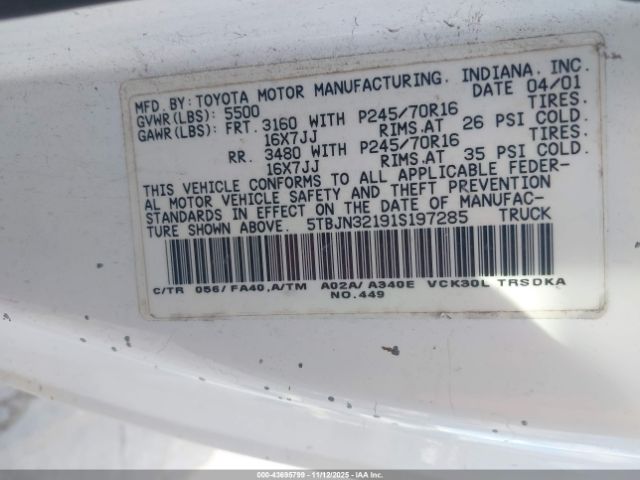 MFD. BY: TOYOTA MOTOR MANUFACTURING, INDIANA, INC.
GVWR(LBS): 5500 DATE 04/01
GAWR(LBS): FRT. 3160 WITH P245/70R16 TIRES.
16X7JJ RIMS.AT 26 PSI COLD.
RR. 3480 WITH P245/70R16 TIRES.
16X7JJ RIMS.AT 35 PSI COLD.
THIS VEHICLE CONFORMS TO ALL APPLICABLE FEDER-
AL MOTOR VEHICLE SAFETY AND THEFT PREVENTION
STANDARDS IN EFFECT ON THE DATE OF MANUFAC-
TURE SHOWN ABOVE. 5TBJN32191S197285 TRUCK
C/TR 056/FA40,A/TM A02A/A340E VCK30L TRSDKA
NO.449
000-43695799 - 11/12/2025 - IAA